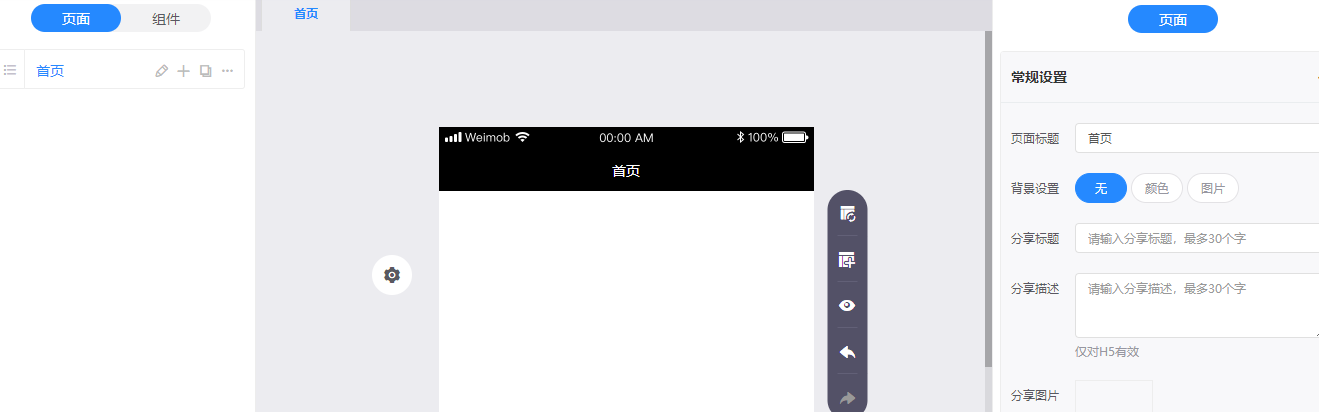 页面 组件
首页
首页
Weimob 00:00 AM 100%
首页
页面
常规设置
页面标题 首页
背景设置 无 颜色 图片
分享标题 请输入分享标题，最多30个字
分享描述 请输入分享描述，最多30个字
仅对H5有效
分享图片